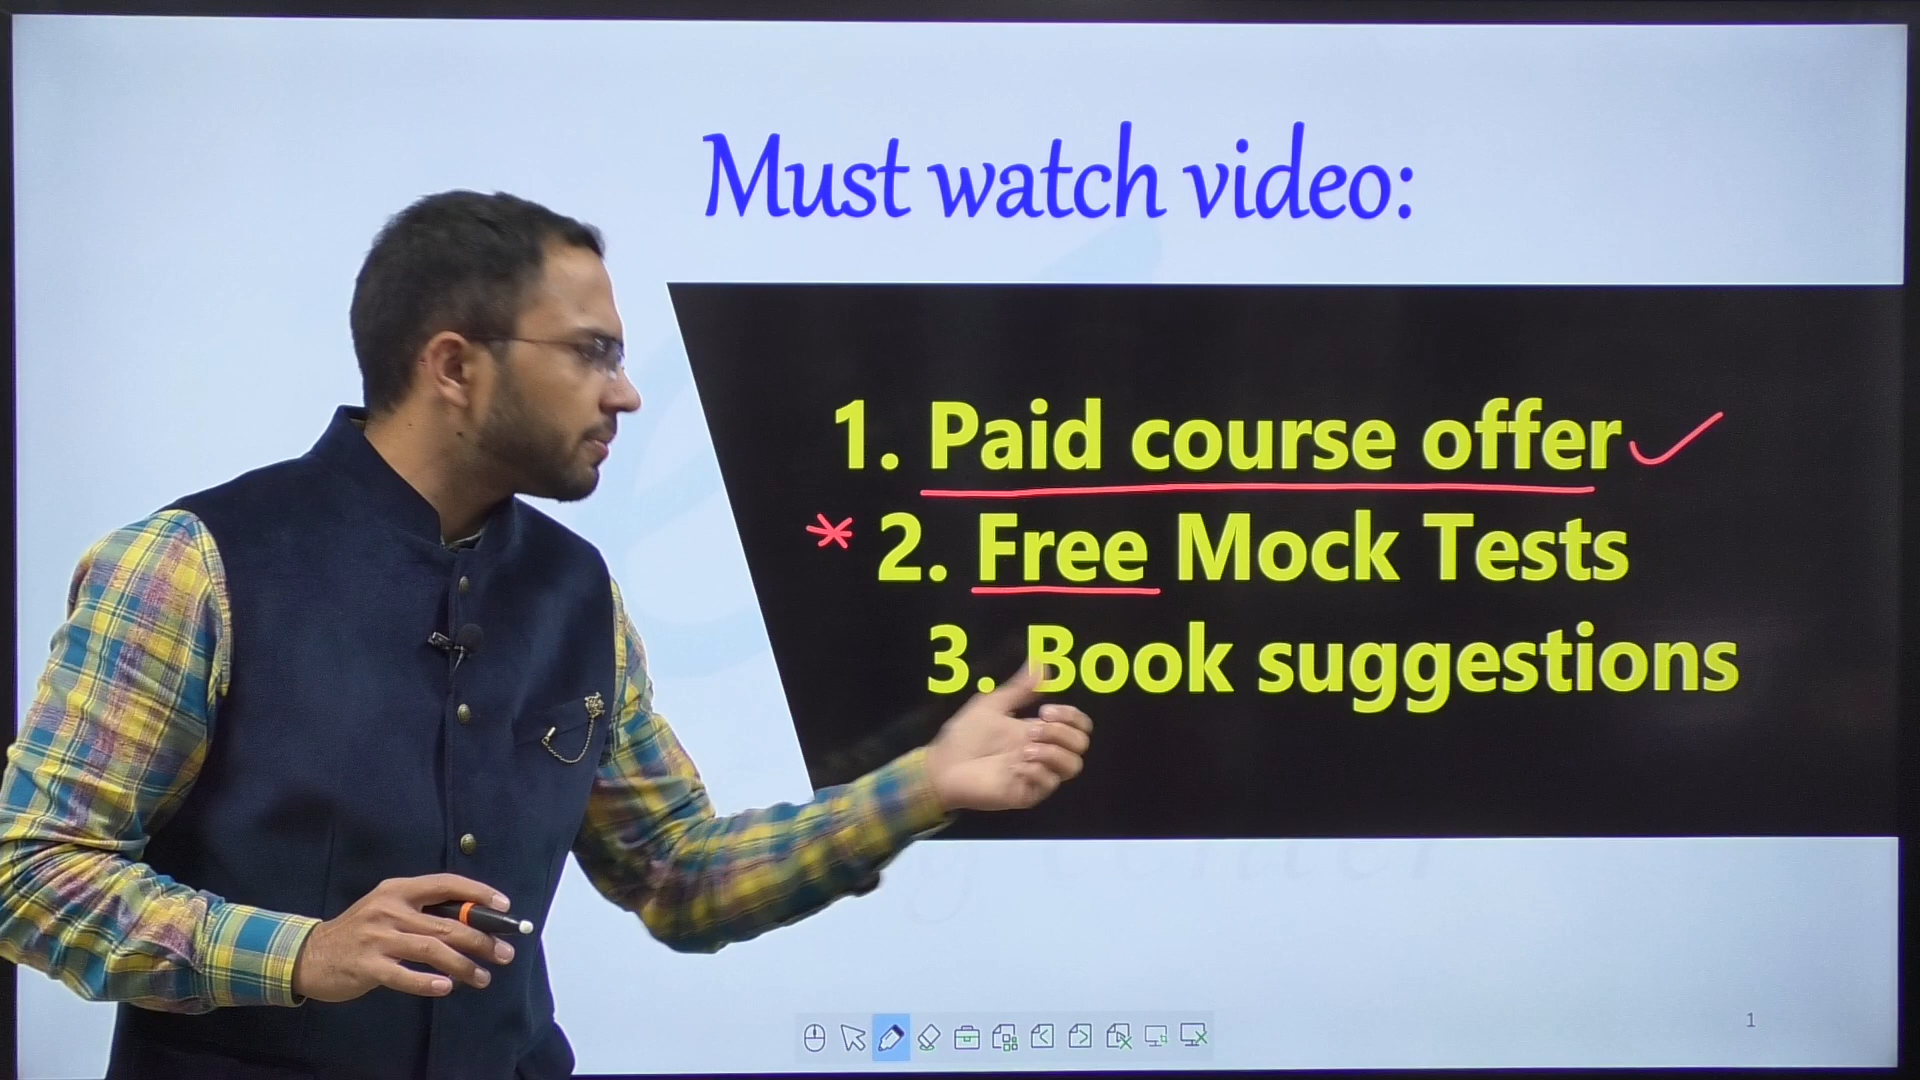 Must watch video:
1. Paid course offer
* 2. Free Mock Tests
3. Book suggestions
1